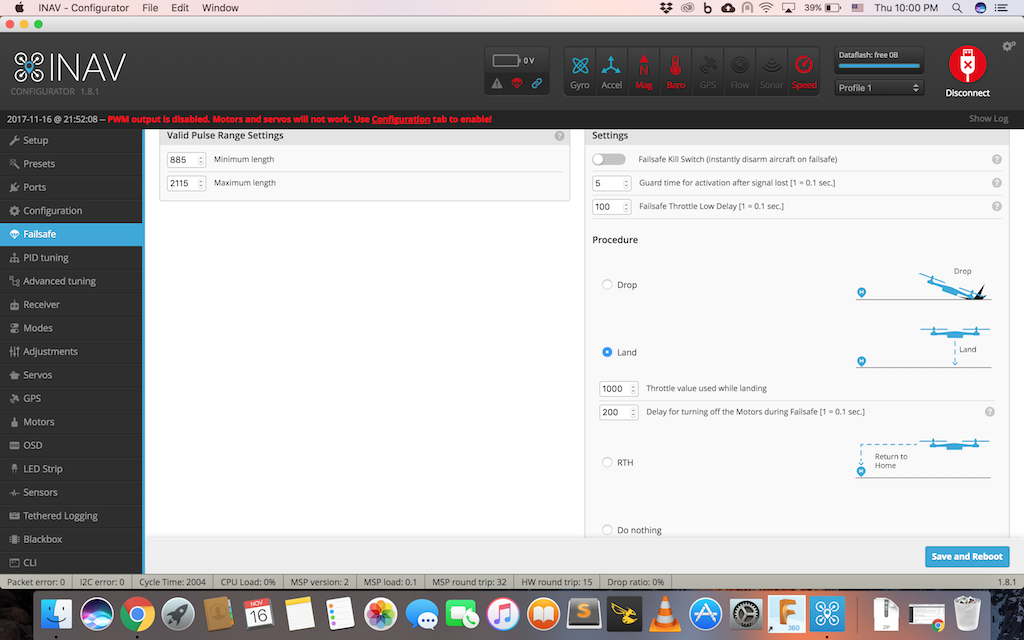 INAV - Configurator File Edit Window 39% Thu 10:00 PM
INAV
CONFIGURATOR 1.8.1
0 V
Gyro Accel Mag Baro GPS Flow Sonar Speed
Dataflash: free 0B
Profile 1
Disconnect
2017-11-16 @ 21:52:08 -- PWM output is disabled. Motors and servos will not work. Use Configuration tab to enable!
Show Log
Setup
Presets
Ports
Configuration
Failsafe
PID tuning
Advanced tuning
Receiver
Modes
Adjustments
Servos
GPS
Motors
OSD
LED Strip
Sensors
Tethered Logging
Blackbox
CLI
Valid Pulse Range Settings
885 Minimum length
2115 Maximum length
Settings
Failsafe Kill Switch (instantly disarm aircraft on failsafe)
5 Guard time for activation after signal lost [1 = 0.1 sec.]
100 Failsafe Throttle Low Delay [1 = 0.1 sec.]
Procedure
Drop
Drop
Land
Land
1000 Throttle value used while landing
200 Delay for turning off the Motors during Failsafe [1 = 0.1 sec.]
RTH
Return to
Home
Do nothing
Save and Reboot
Packet error: 0 I2C error: 0 Cycle Time: 2004 CPU Load: 0% MSP version: 2 MSP load: 0.1 MSP round trip: 32 HW round trip: 15 Drop ratio: 0% 1.8.1
NOV
16
360
ZIP